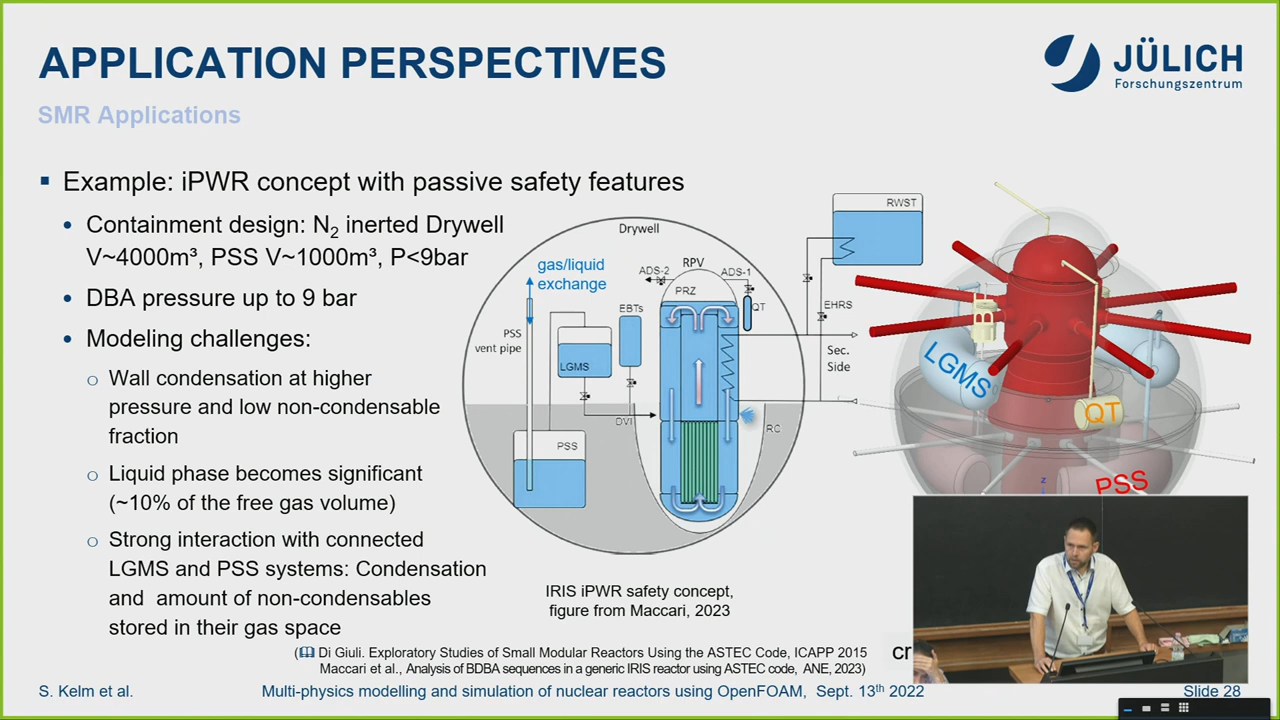 APPLICATION PERSPECTIVES
JÜLICH
Forschungszentrum
SMR Applications
Example: iPWR concept with passive safety features
Containment design: N2 inerted Drywell
V~4000m³, PSS V~1000m³, P<9bar
DBA pressure up to 9 bar
Modeling challenges:
Wall condensation at higher
pressure and low non-condensable
fraction
Liquid phase becomes significant
(~10% of the free gas volume)
Strong interaction with connected
LGMS and PSS systems: Condensation
and amount of non-condensables
stored in their gas space
Drywell
gas/liquid
exchange
RPV
ADS-2
ADS-1
PRZ
QT
EBTs
PSS
vent pipe
LGMS
DVI
PSS
RC
RWST
EHRS
Sec.
Side
LGMS
QT
PSS
z
IRIS iPWR safety concept,
figure from Maccari, 2023
( Di Giuli. Exploratory Studies of Small Modular Reactors Using the ASTEC Code, ICAPP 2015
Maccari et al., Analysis of BDBA sequences in a generic IRIS reactor using ASTEC code, ANE, 2023)
cr
S. Kelm et al.
Multi-physics modelling and simulation of nuclear reactors using OpenFOAM, Sept. 13th 2022
Slide 28